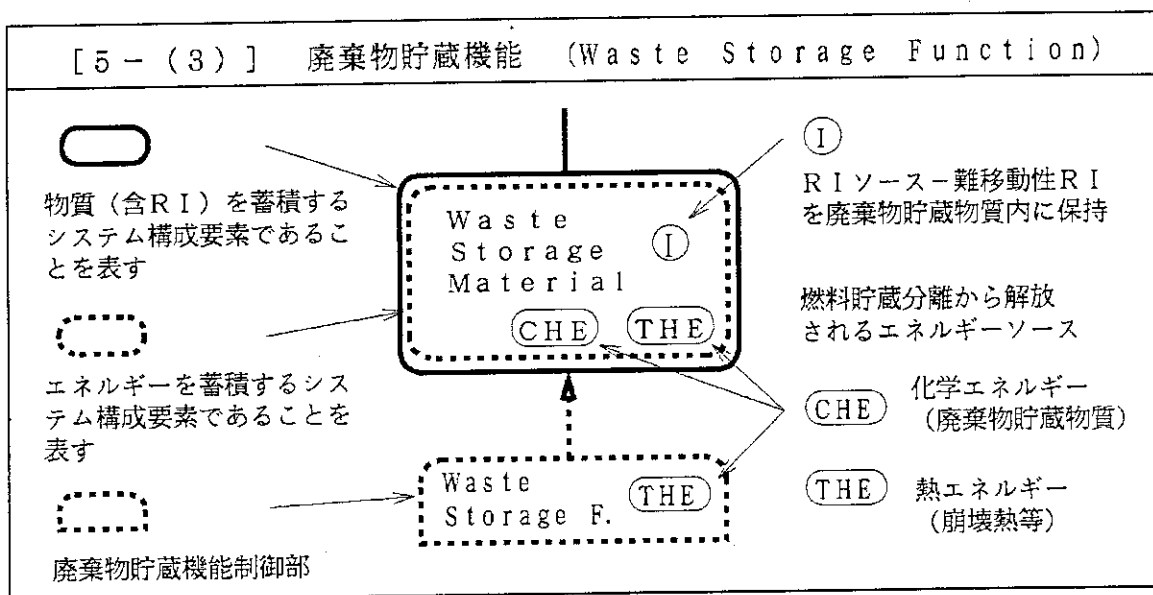 [5-(3)] 廃棄物貯蔵機能 (Waste Storage Function)
物質（含RI）を蓄積する
システム構成要素であるこ
とを表す
エネルギーを蓄積するシス
テム構成要素であることを
表す
廃棄物貯蔵機能制御部
Waste
Storage
Material
I
CHE
THE
Waste
Storage F.
THE
I
RIソース－難移動性RI
を廃棄物貯蔵物質内に保持
燃料貯蔵分離から解放
されるエネルギーソース
CHE
化学エネルギー
（廃棄物貯蔵物質）
THE
熱エネルギー
（崩壊熱等）